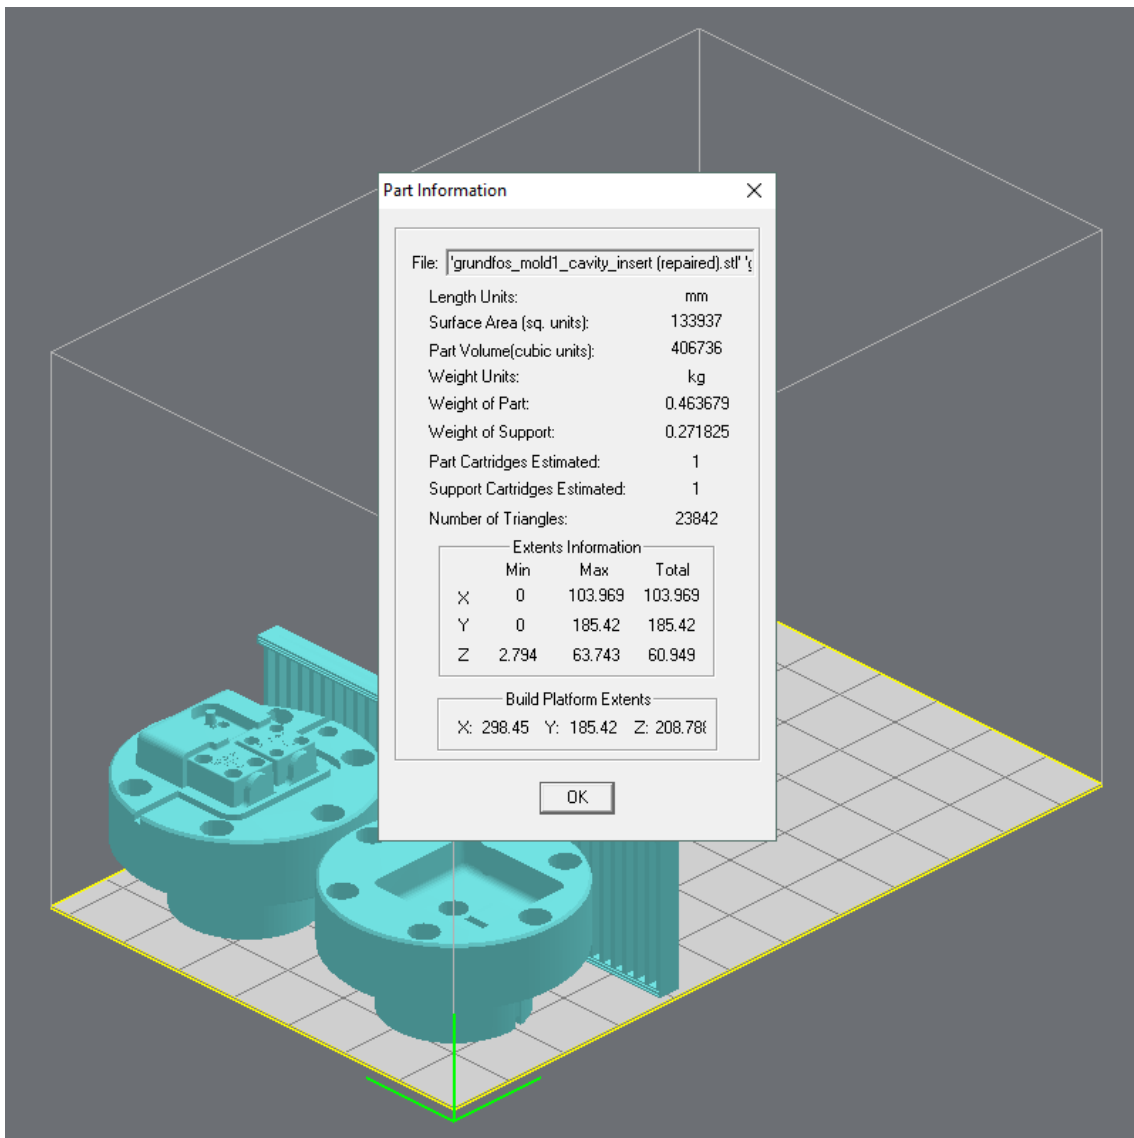 Part Information
File: 'grundfos_mold1_cavity_insert (repaired).stl' 'g
Length Units: mm
Surface Area (sq. units): 133937
Part Volume(cubic units): 406736
Weight Units: kg
Weight of Part: 0.463679
Weight of Support: 0.271825
Part Cartridges Estimated: 1
Support Cartridges Estimated: 1
Number of Triangles: 23842
Extents Information
Min Max Total
X 0 103.969 103.969
Y 0 185.42 185.42
Z 2.794 63.743 60.949
Build Platform Extents
X: 298.45 Y: 185.42 Z: 208.788
OK